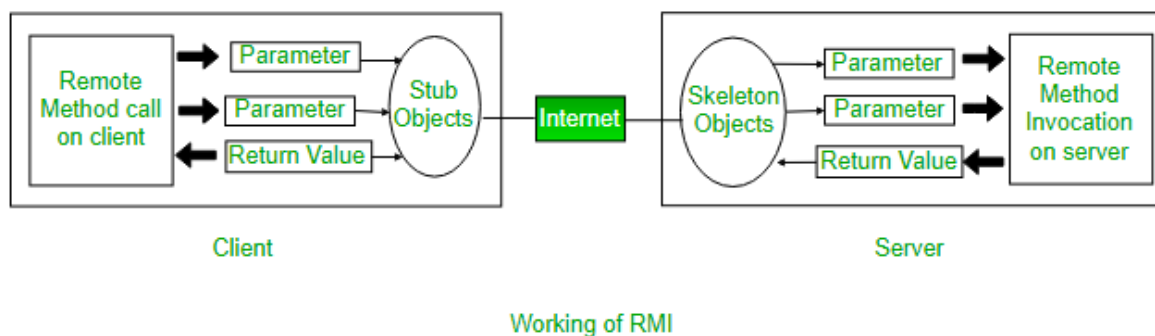 Remote
Method call
on client
Parameter
Parameter
Return Value
Stub
Objects
Internet
Skeleton
Objects
Parameter
Parameter
Return Value
Remote
Method
Invocation
on server
Client
Server
Working of RMI